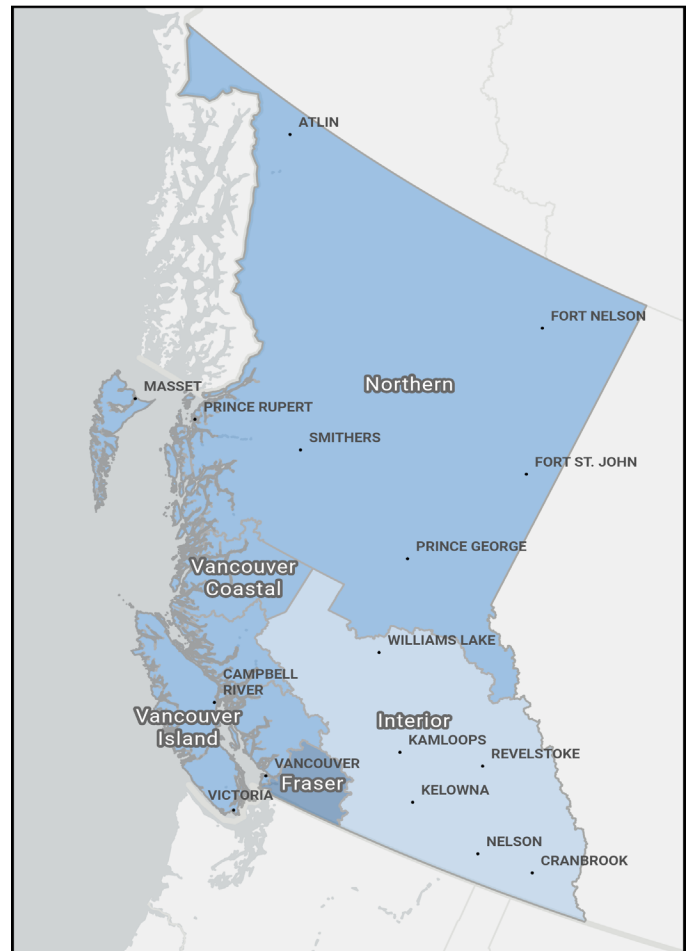 ATLIN
FORT NELSON
Northern
MASSET
PRINCE RUPERT
SMITHERS
FORT ST. JOHN
PRINCE GEORGE
Vancouver
Coastal
WILLIAMS LAKE
CAMPBELL
RIVER
Vancouver
Island
Interior
KAMLOOPS
REVELSTOKE
VANCOUVER
Fraser
KELOWNA
VICTORIA
NELSON
CRANBROOK